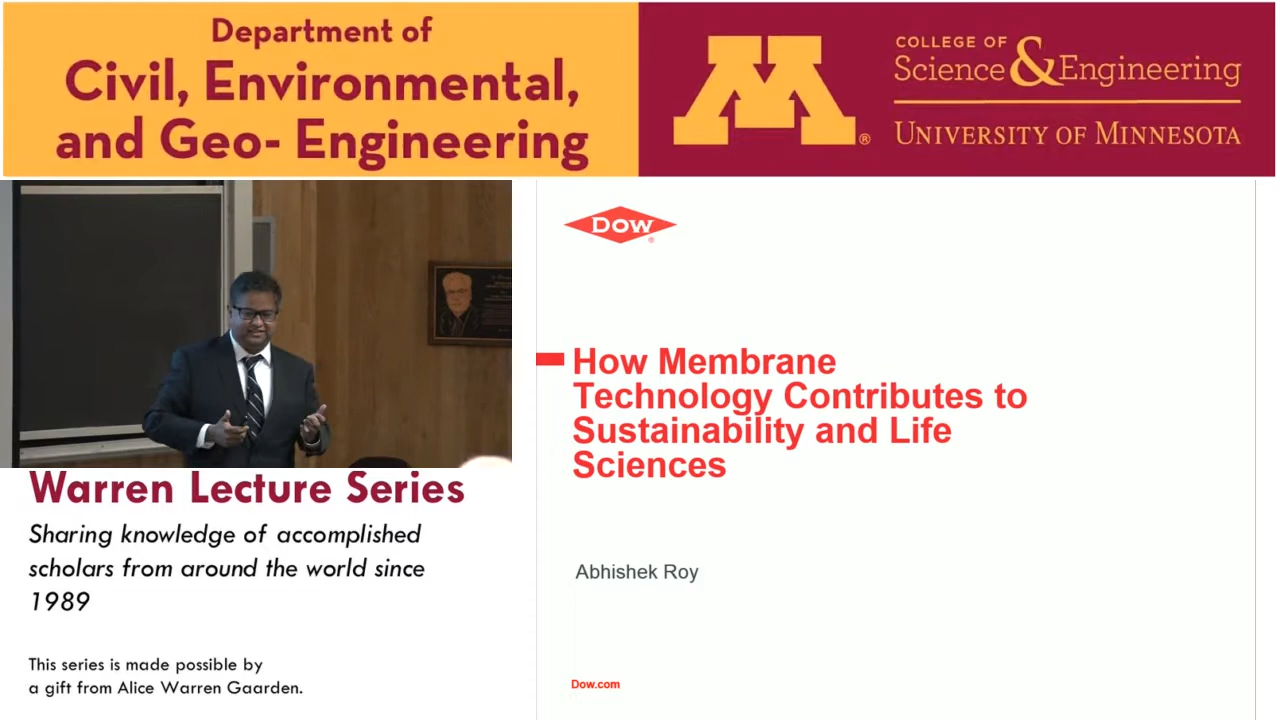 Department of
Civil, Environmental,
and Geo- Engineering
M
®
COLLEGE OF
Science & Engineering
UNIVERSITY OF MINNESOTA
Warren Lecture Series
Sharing knowledge of accomplished
scholars from around the world since
1989
This series is made possible by
a gift from Alice Warren Gaarden.
DOW
®
How Membrane
Technology Contributes to
Sustainability and Life
Sciences
Abhishek Roy
Dow.com